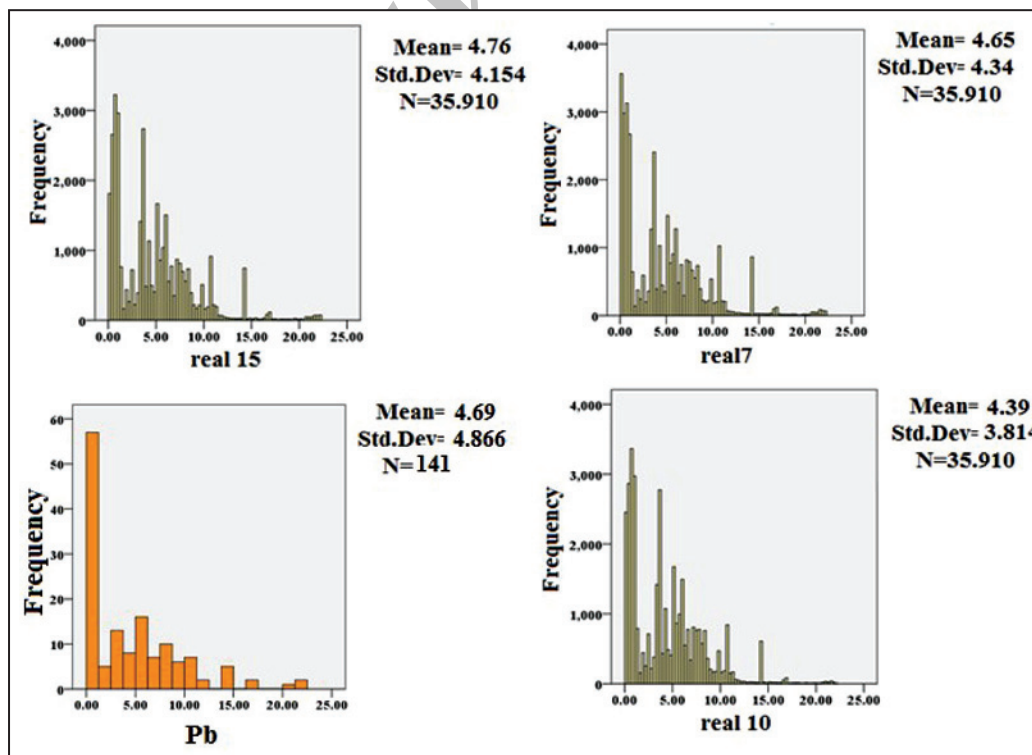 4,000
3,000
2,000
1,000
0
Frequency
0.00 5.00 10.00 15.00 20.00 25.00
real 15
Mean= 4.76
Std.Dev= 4.154
N=35.910
4,000
3,000
2,000
1,000
0
Frequency
0.00 5.00 10.00 15.00 20.00 25.00
real7
Mean= 4.65
Std.Dev= 4.34
N=35.910
60
50
40
30
20
10
0
Frequency
0.00 5.00 10.00 15.00 20.00 25.00
Pb
Mean= 4.69
Std.Dev= 4.866
N=141
4,000
3,000
2,000
1,000
0
Frequency
0.00 5.00 10.00 15.00 20.00 25.00
real 10
Mean= 4.39
Std.Dev= 3.814
N=35.910